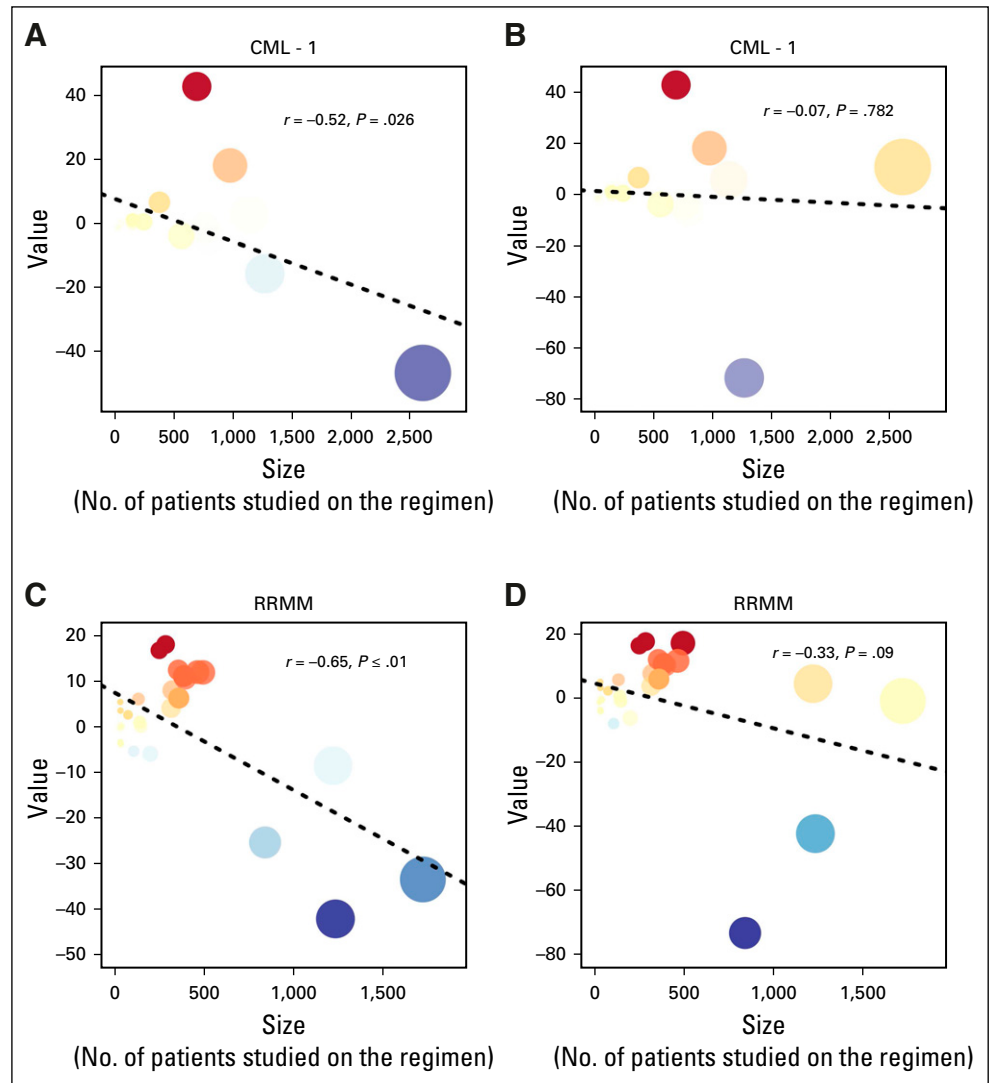 A
CML - 1
r = –0.52, P = .026
40
20
0
–20
–40
Value
0 500 1,000 1,500 2,000 2,500
Size
(No. of patients studied on the regimen)
B
CML - 1
r = –0.07, P = .782
40
20
0
–20
–40
–60
–80
Value
0 500 1,000 1,500 2,000 2,500
Size
(No. of patients studied on the regimen)
C
RRMM
r = –0.65, P ≤ .01
20
10
0
–10
–20
–30
–40
–50
Value
0 500 1,000 1,500
Size
(No. of patients studied on the regimen)
D
RRMM
r = –0.33, P = .09
20
0
–20
–40
–60
–80
Value
0 500 1,000 1,500
Size
(No. of patients studied on the regimen)